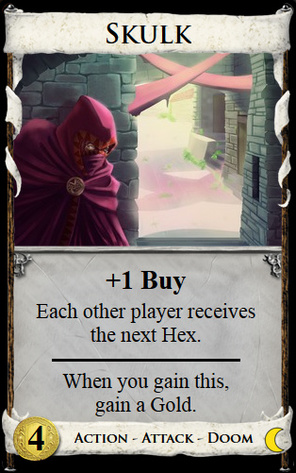 SKULK
+1 Buy
Each other player receives
the next Hex.
When you gain this,
gain a Gold.
4
ACTION - ATTACK - DOOM